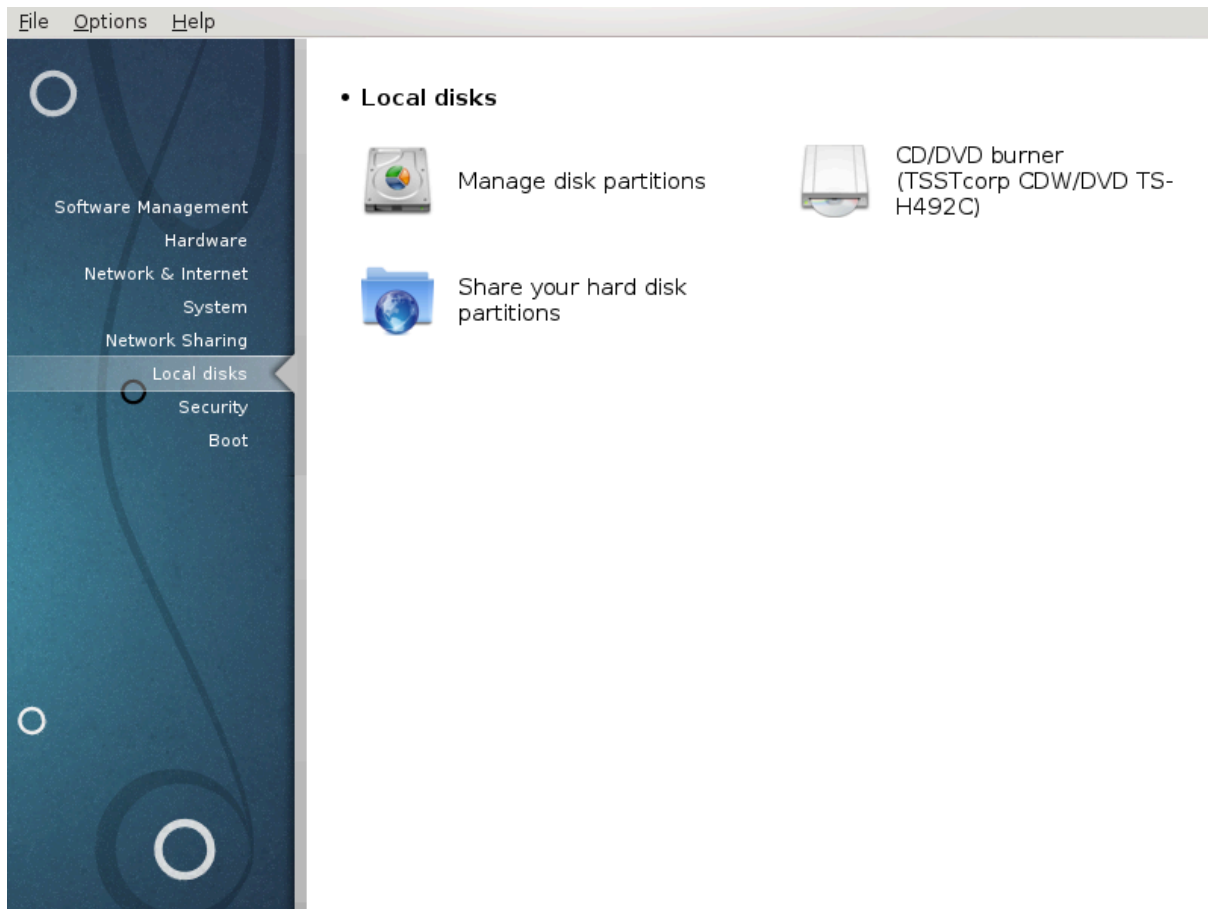 File Options Help
Software Management
Hardware
Network & Internet
System
Network Sharing
Local disks
Security
Boot
• Local disks
Manage disk partitions
CD/DVD burner
(TSSTcorp CDW/DVD TS-
H492C)
Share your hard disk
partitions